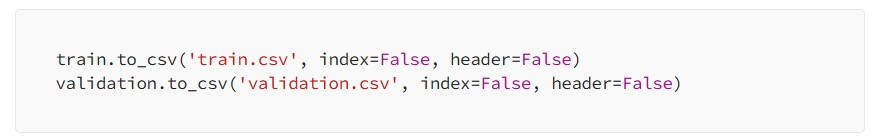 train.to_csv('train.csv', index=False, header=False)
validation.to_csv('validation.csv', index=False, header=False)